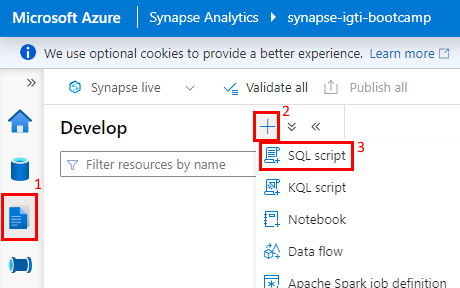 Microsoft Azure Synapse Analytics synapse-igti-bootcamp
We use optional cookies to provide a better experience. Learn more
» Synapse live Validate all Publish all
2
Develop
1
Filter resources by name
SQL script 3
KQL script
Notebook
Data flow
Apache Spark job definition